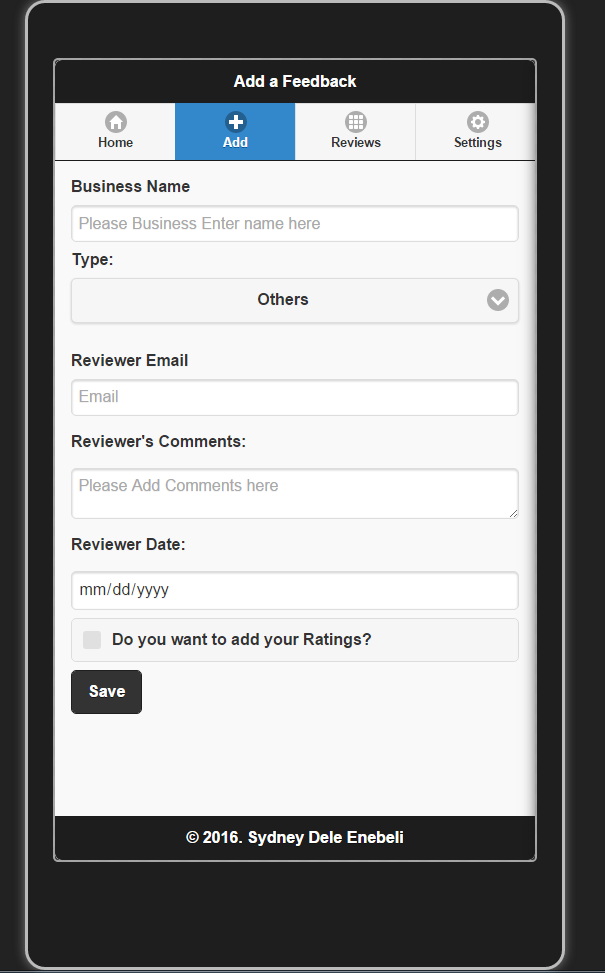 Add a Feedback
Home Add Reviews Settings
Business Name
Please Business Enter name here
Type:
Others
Reviewer Email
Email
Reviewer's Comments:
Please Add Comments here
Reviewer Date:
mm/dd/yyyy
Do you want to add your Ratings?
Save
© 2016. Sydney Dele Enebeli